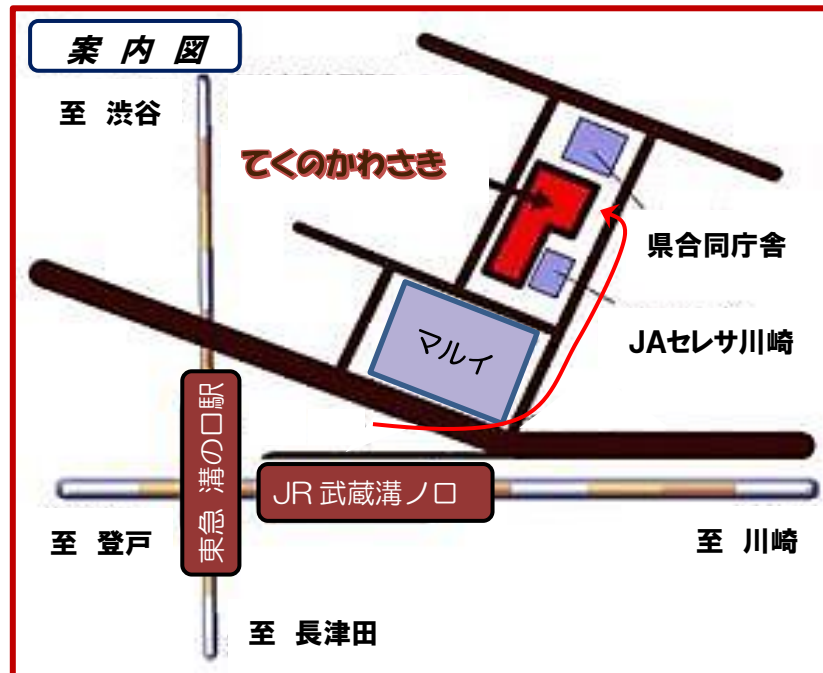 案 内 図
至 渋谷
てくのかわさき
県合同庁舎
JAセレサ川崎
マルイ
東急 溝の口駅
JR 武蔵溝ノ口
至 登戸
至 川崎
至 長津田